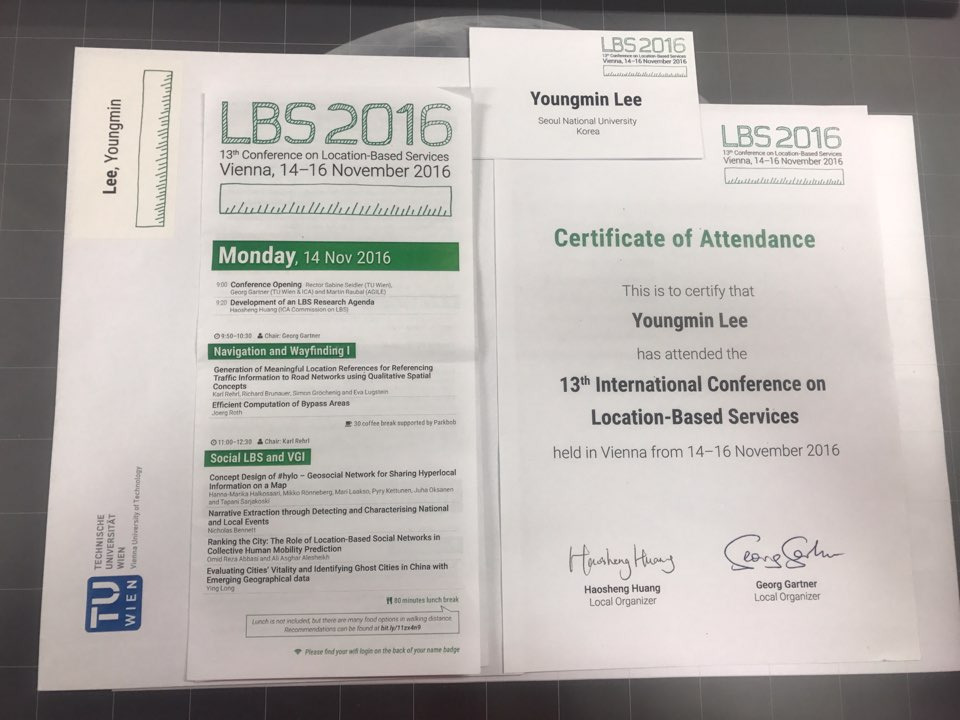 Lee, Youngmin
TECHNISCHE
UNIVERSITÄT
WIEN
Vienna University of Technology
TU
WIEN
LBS 2016
13th Conference on Location-Based Services
Vienna, 14–16 November 2016
Monday, 14 Nov 2016
9:00 Conference Opening Rector Sabine Seidler (TU Wien),
Georg Gartner (TU Wien & ICA) and Martin Raubal (AGILE)
9:20 Development of an LBS Research Agenda
Haosheng Huang (ICA Commission on LBS)
9:50–10:30 Chair: Georg Gartner
Navigation and Wayfinding I
Generation of Meaningful Location References for Referencing
Traffic Information to Road Networks using Qualitative Spatial
Concepts
Karl Rehrl, Richard Brunauer, Simon Gröchenig and Eva Lugstein
Efficient Computation of Bypass Areas
Joerg Roth
30 coffee break supported by Parkbob
11:00–12:30 Chair: Karl Rehrl
Social LBS and VGI
Concept Design of #hylo – Geosocial Network for Sharing Hyperlocal
Information on a Map
Hanna-Marika Halkosaari, Mikko Rönneberg, Mari Laakso, Pyry Kettunen, Juha Oksanen
and Tapani Sarjakoski
Narrative Extraction through Detecting and Characterising National
and Local Events
Nicholas Bennett
Ranking the City: The Role of Location-Based Social Networks in
Collective Human Mobility Prediction
Omid Reza Abbasi and Ali Asghar Alesheikh
Evaluating Cities' Vitality and Identifying Ghost Cities in China with
Emerging Geographical data
Ying Long
80 minutes lunch break
Lunch is not included, but there are many food options in walking distance.
Recommendations can be found at bit.ly/11zx4n9
Please find your wifi login on the back of your name badge
LBS 2016
13th Conference on Location-Based Services
Vienna, 14–16 November 2016
Youngmin Lee
Seoul National University
Korea
LBS 2016
13th Conference on Location-Based Services
Vienna, 14–16 November 2016
Certificate of Attendance
This is to certify that
Youngmin Lee
has attended the
13th International Conference on
Location-Based Services
held in Vienna from 14–16 November 2016
Haosheng Huang
Haosheng Huang
Local Organizer
Georg Gartner
Georg Gartner
Local Organizer